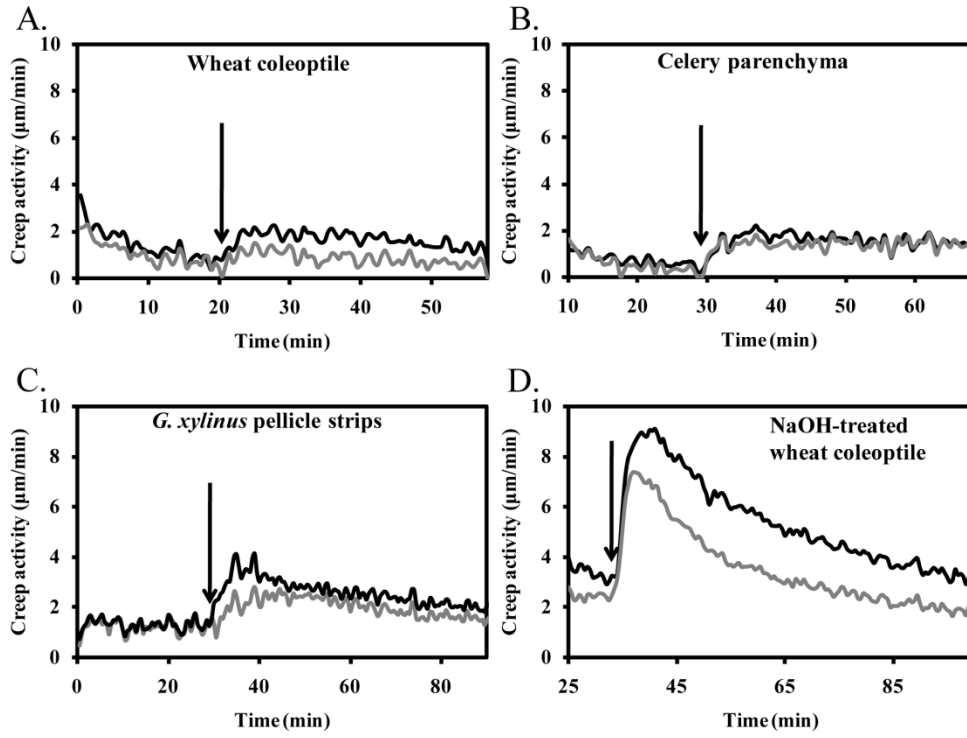 A.
Wheat coleoptile
Creep activity (µm/min)
10
8
6
4
2
0
0 10 20 30 40 50
Time (min)
B.
Celery parenchyma
Creep activity (µm/min)
10
8
6
4
2
0
10 20 30 40 50 60
Time (min)
C.
G. xylinus pellicle strips
Creep activity (µm/min)
10
8
6
4
2
0
0 20 40 60 80
Time (min)
D.
NaOH-treated
wheat coleoptile
Creep activity (µm/min)
10
8
6
4
2
0
25 45 65 85
Time (min)